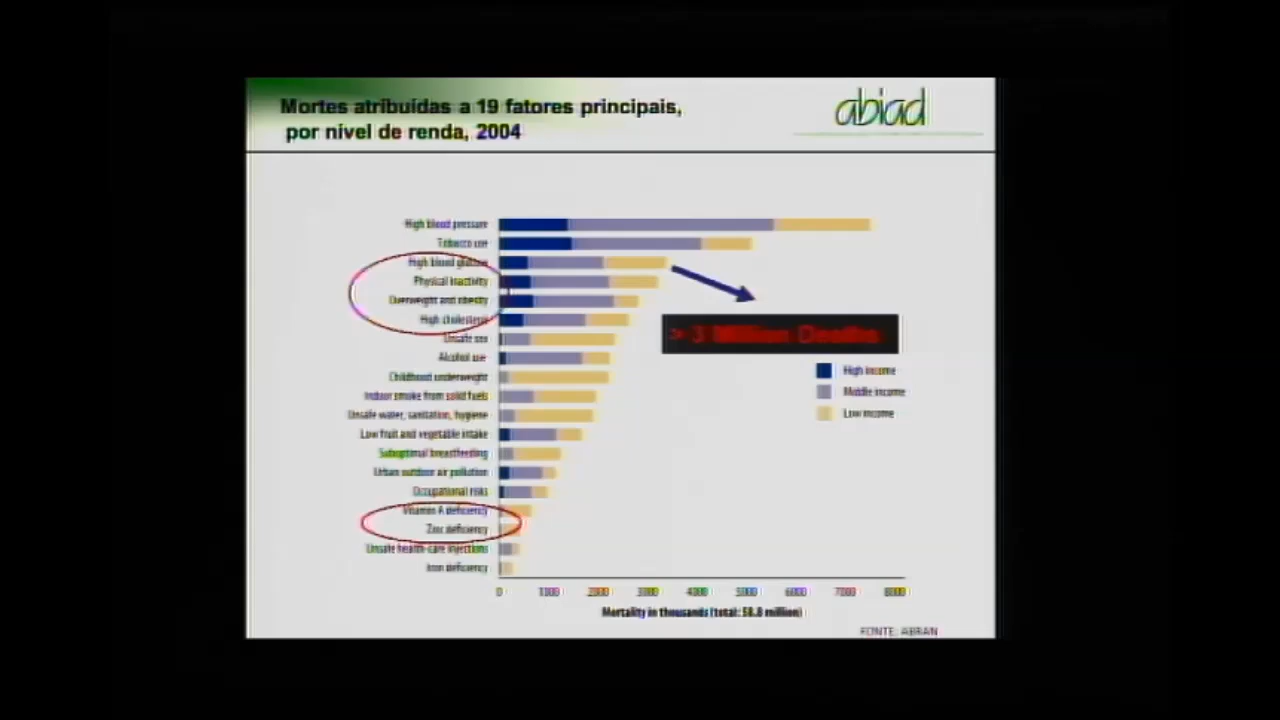 Mortes atribuídas a 19 fatores principais,
por nível de renda, 2004
abiad
High blood pressure
Tobacco use
High blood glucose
Physical inactivity
Overweight and obesity
High cholesterol
Unsafe sex
Alcohol use
Childhood underweight
Indoor smoke from solid fuels
Unsafe water, sanitation, hygiene
Low fruit and vegetable intake
Suboptimal breastfeeding
Urban outdoor air pollution
Occupational risks
Vitamin A deficiency
Zinc deficiency
Unsafe health-care injections
Iron deficiency
> 3 Million Deaths
High income
Middle income
Low income
0 1000 2000 3000 4000 5000 6000 7000 8000
Mortality in thousands (total: 58.8 million)
FONTE: ABRAN